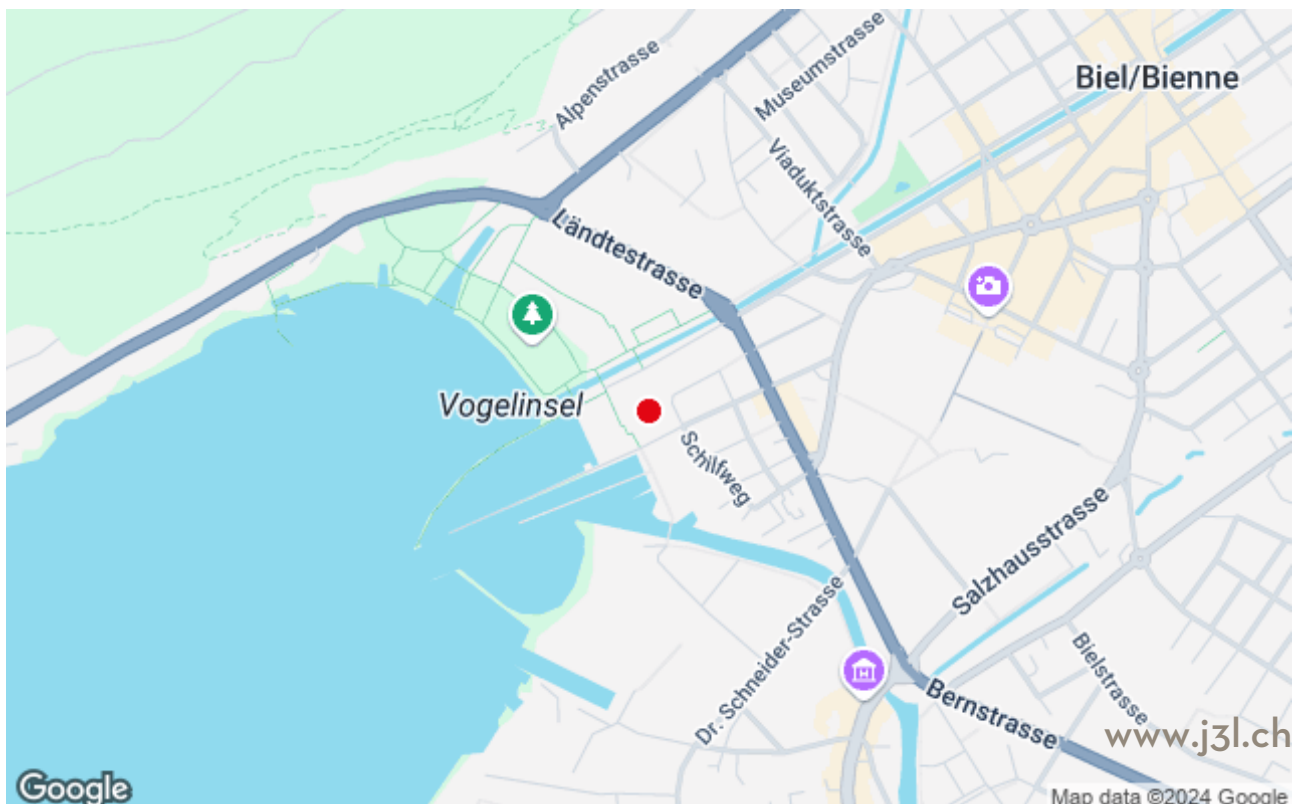 Alpenstrasse
Museumstrasse
Biel/Bienne
Viaduktstrasse
Ländtestrasse
Vogelinsel
Schilfweg
Salzhausstrasse
Dr. Schneider-Strasse
Bielstrasse
Bernstrasse
www.j3l.ch
Google
Map data ©2024 Google